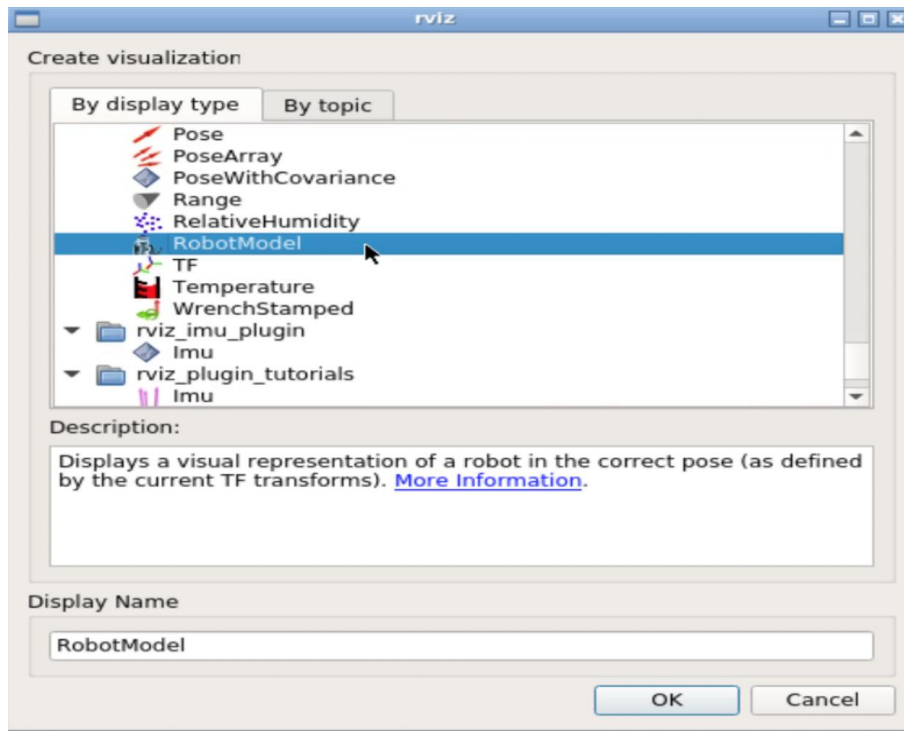 rviz
Create visualization
By display type
By topic
Pose
PoseArray
PoseWithCovariance
Range
RelativeHumidity
RobotModel
TF
Temperature
WrenchStamped
rviz_imu_plugin
Imu
rviz_plugin_tutorials
Imu
Description:
Displays a visual representation of a robot in the correct pose (as defined
by the current TF transforms). More Information.
Display Name
RobotModel
OK
Cancel